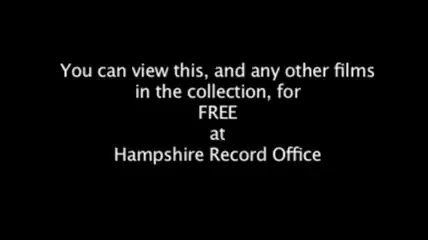 You can view this, and any other films
in the collection, for
FREE
at
Hampshire Record Office